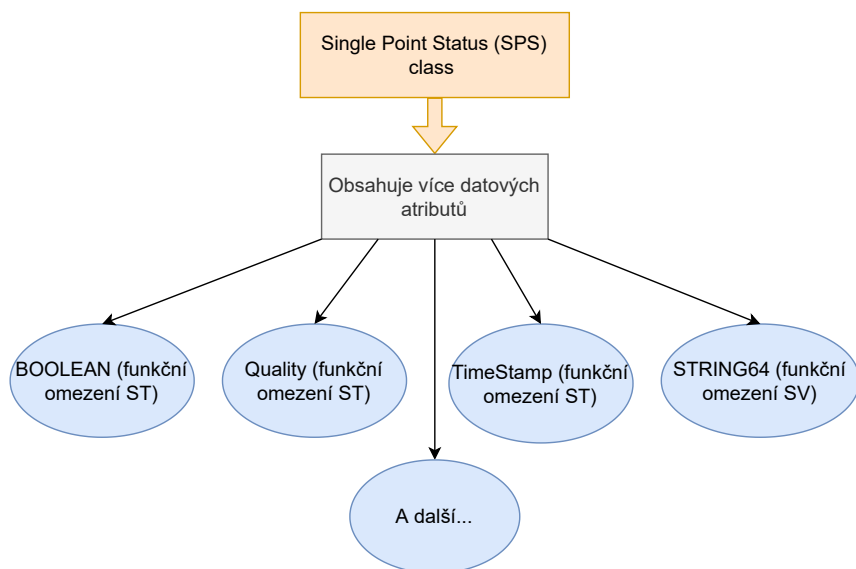 Single Point Status (SPS)
class
Obsahuje více datových
atributů
BOOLEAN (funkční
omezení ST)
Quality (funkční
omezení ST)
TimeStamp (funkční
omezení ST)
STRING64 (funkční
omezení SV)
A další...